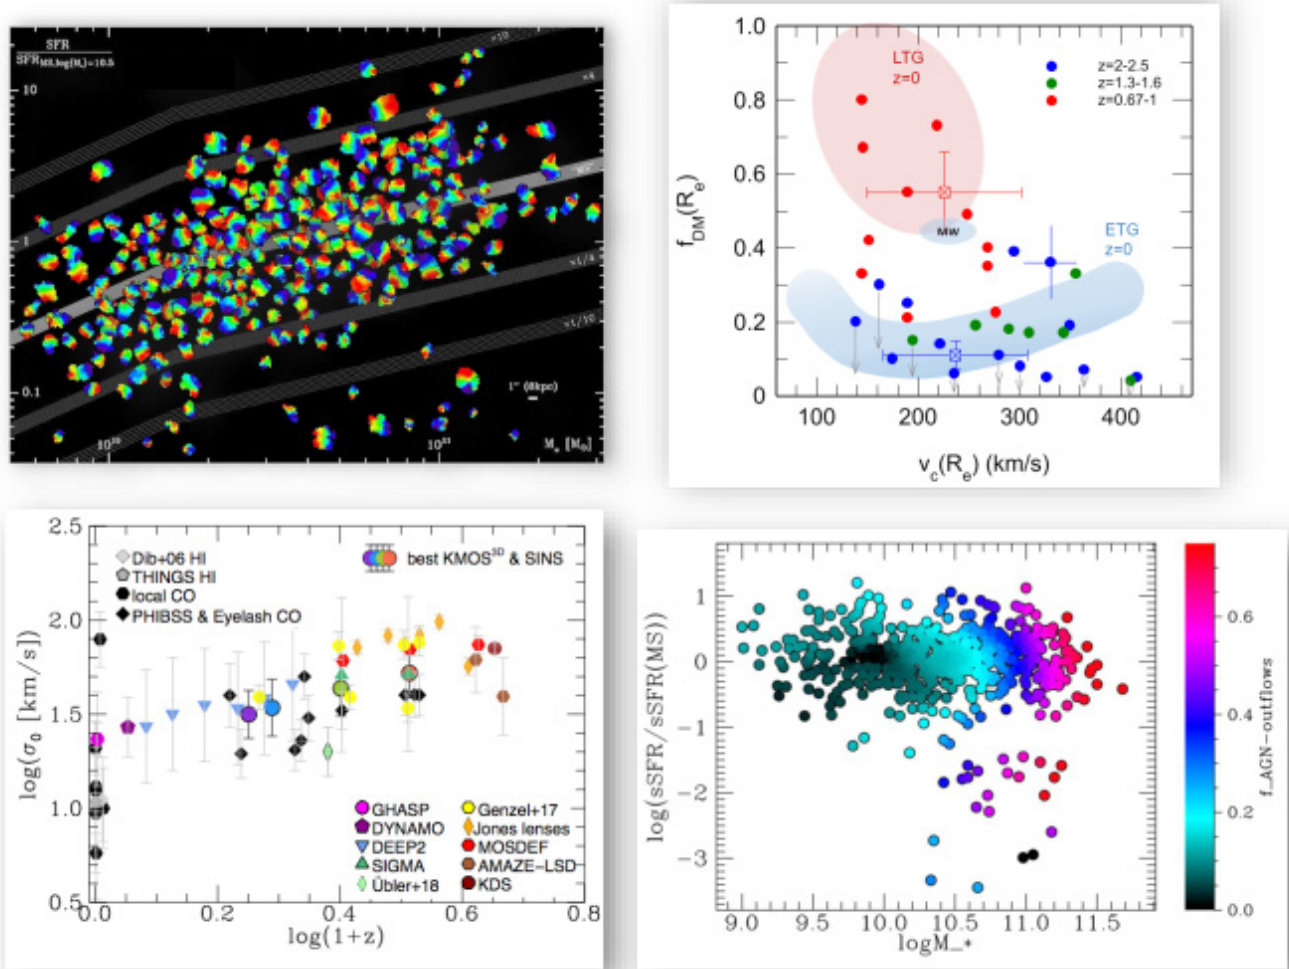 SFR
SFR_MS,log(M_*)=10.5
×10
×4
"MS"
×1/4
×1/10
10
1
0.1
1" (8kpc)
10^10
10^11
M_* [M_⊙]
1.0
0.8
0.6
0.4
0.2
0
f_DM(R_e)
LTG
z=0
z=2-2.5
z=1.3-1.6
z=0.67-1
MW
ETG
z=0
100 200 300 400
v_c(R_e) (km/s)
2.5
2.0
1.5
1.0
0.5
log(σ_0 [km/s])
Dib+06 HI
THINGS HI
local CO
PHIBSS & Eyelash CO
best KMOS^3D & SINS
GHASP
DYNAMO
DEEP2
SIGMA
Übler+18
Genzel+17
Jones lenses
MOSDEF
AMAZE-LSD
KDS
0.0 0.2 0.4 0.6 0.8
log(1+z)
1
0
-1
-2
-3
log(sSFR/sSFR(MS))
9.0 9.5 10.0 10.5 11.0 11.5
logM_*
0.6
0.4
0.2
0.0
f_AGN-outflows